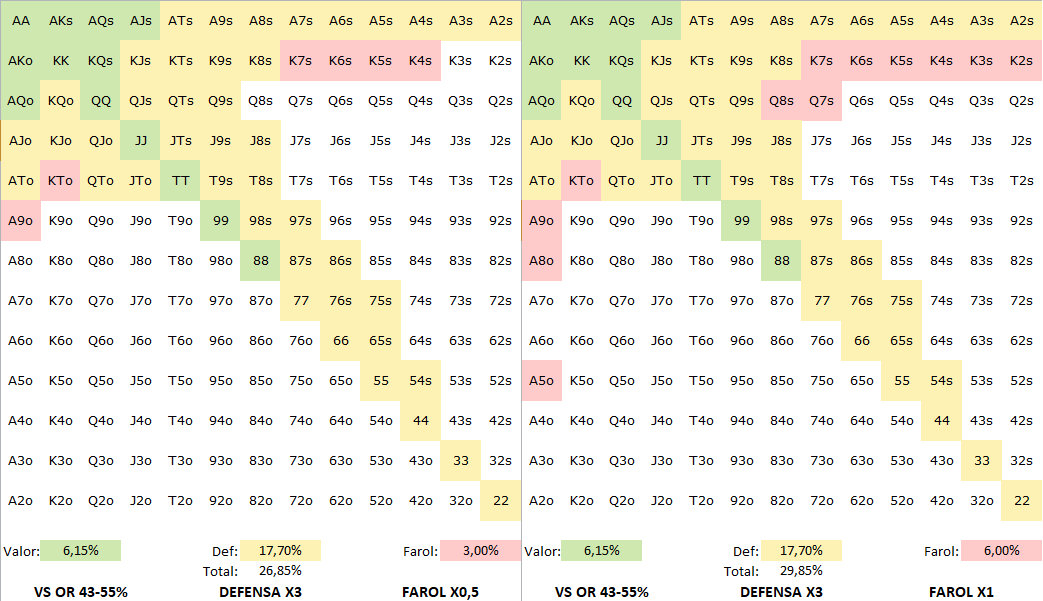 AA AKs AQs AJs ATs A9s A8s A7s A6s A5s A4s A3s A2s AA AKs AQs AJs ATs A9s A8s A7s A6s A5s A4s A3s A2s
AKo KK KQs KJs KTs K9s K8s K7s K6s K5s K4s K3s K2s AKo KK KQs KJs KTs K9s K8s K7s K6s K5s K4s K3s K2s
AQo KQo QQ QJs QTs Q9s Q8s Q7s Q6s Q5s Q4s Q3s Q2s AQo KQo QQ QJs QTs Q9s Q8s Q7s Q6s Q5s Q4s Q3s Q2s
AJo KJo QJo JJ JTs J9s J8s J7s J6s J5s J4s J3s J2s AJo KJo QJo JJ JTs J9s J8s J7s J6s J5s J4s J3s J2s
ATo KTo QTo JTo TT T9s T8s T7s T6s T5s T4s T3s T2s ATo KTo QTo JTo TT T9s T8s T7s T6s T5s T4s T3s T2s
A9o K9o Q9o J9o T9o 99 98s 97s 96s 95s 94s 93s 92s A9o K9o Q9o J9o T9o 99 98s 97s 96s 95s 94s 93s 92s
A8o K8o Q8o J8o T8o 98o 88 87s 86s 85s 84s 83s 82s A8o K8o Q8o J8o T8o 98o 88 87s 86s 85s 84s 83s 82s
A7o K7o Q7o J7o T7o 97o 87o 77 76s 75s 74s 73s 72s A7o K7o Q7o J7o T7o 97o 87o 77 76s 75s 74s 73s 72s
A6o K6o Q6o J6o T6o 96o 86o 76o 66 65s 64s 63s 62s A6o K6o Q6o J6o T6o 96o 86o 76o 66 65s 64s 63s 62s
A5o K5o Q5o J5o T5o 95o 85o 75o 65o 55 54s 53s 52s A5o K5o Q5o J5o T5o 95o 85o 75o 65o 55 54s 53s 52s
A4o K4o Q4o J4o T4o 94o 84o 74o 64o 54o 44 43s 42s A4o K4o Q4o J4o T4o 94o 84o 74o 64o 54o 44 43s 42s
A3o K3o Q3o J3o T3o 93o 83o 73o 63o 53o 43o 33 32s A3o K3o Q3o J3o T3o 93o 83o 73o 63o 53o 43o 33 32s
A2o K2o Q2o J2o T2o 92o 82o 72o 62o 52o 42o 32o 22 A2o K2o Q2o J2o T2o 92o 82o 72o 62o 52o 42o 32o 22
Valor: 6,15% Def: 17,70% Farol: 3,00% Valor: 6,15% Def: 17,70% Farol: 6,00%
Total: 26,85% Total: 29,85%
VS OR 43-55% DEFENSA X3 FAROL X0,5 VS OR 43-55% DEFENSA X3 FAROL X1